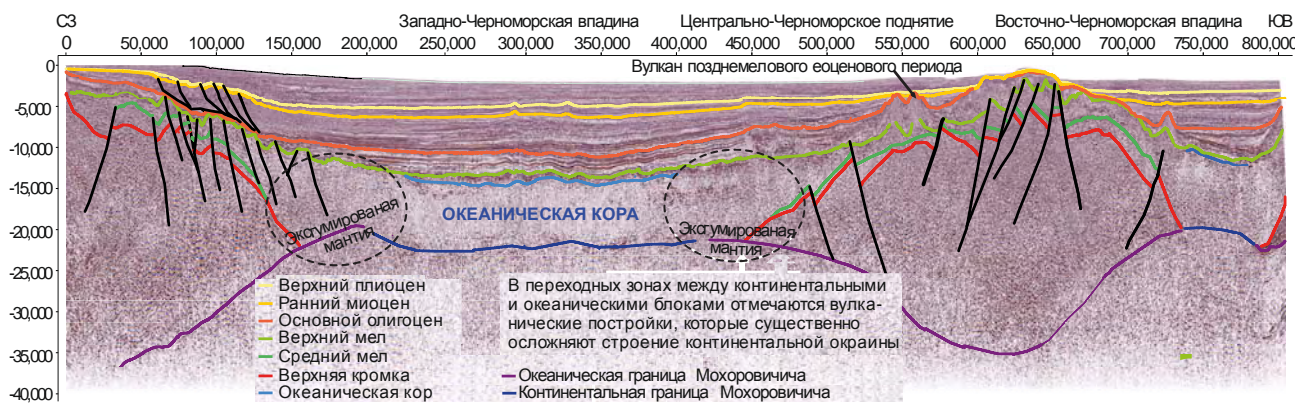 СЗ Западно-Черноморская впадина Центрально-Черноморское поднятие Восточно-Черноморская впадина ЮВ
0 50,000 100,000 150,000 200,000 250,000 300,000 350,000 400,000 450,000 500,000 550,000 600,000 650,000 700,000 750,000 800,000
Вулкан позднемелового еоценового периода
0
-5,000
-10,000
-15,000
-20,000
-25,000
-30,000
-35,000
-40,000
ОКЕАНИЧЕСКАЯ КОРА
Эксгумированая
мантия
Эксгумированая
мантия
Верхний плиоцен
Ранний миоцен
Основной олигоцен
Верхний мел
Средний мел
Верхняя кромка
Океаническая кор
В переходных зонах между континентальными
и океаническими блоками отмечаются вулка-
нические постройки, которые существенно
осложняют строение континентальной окраины
Океаническая граница Мохоровичича
Континентальная граница Мохоровичича